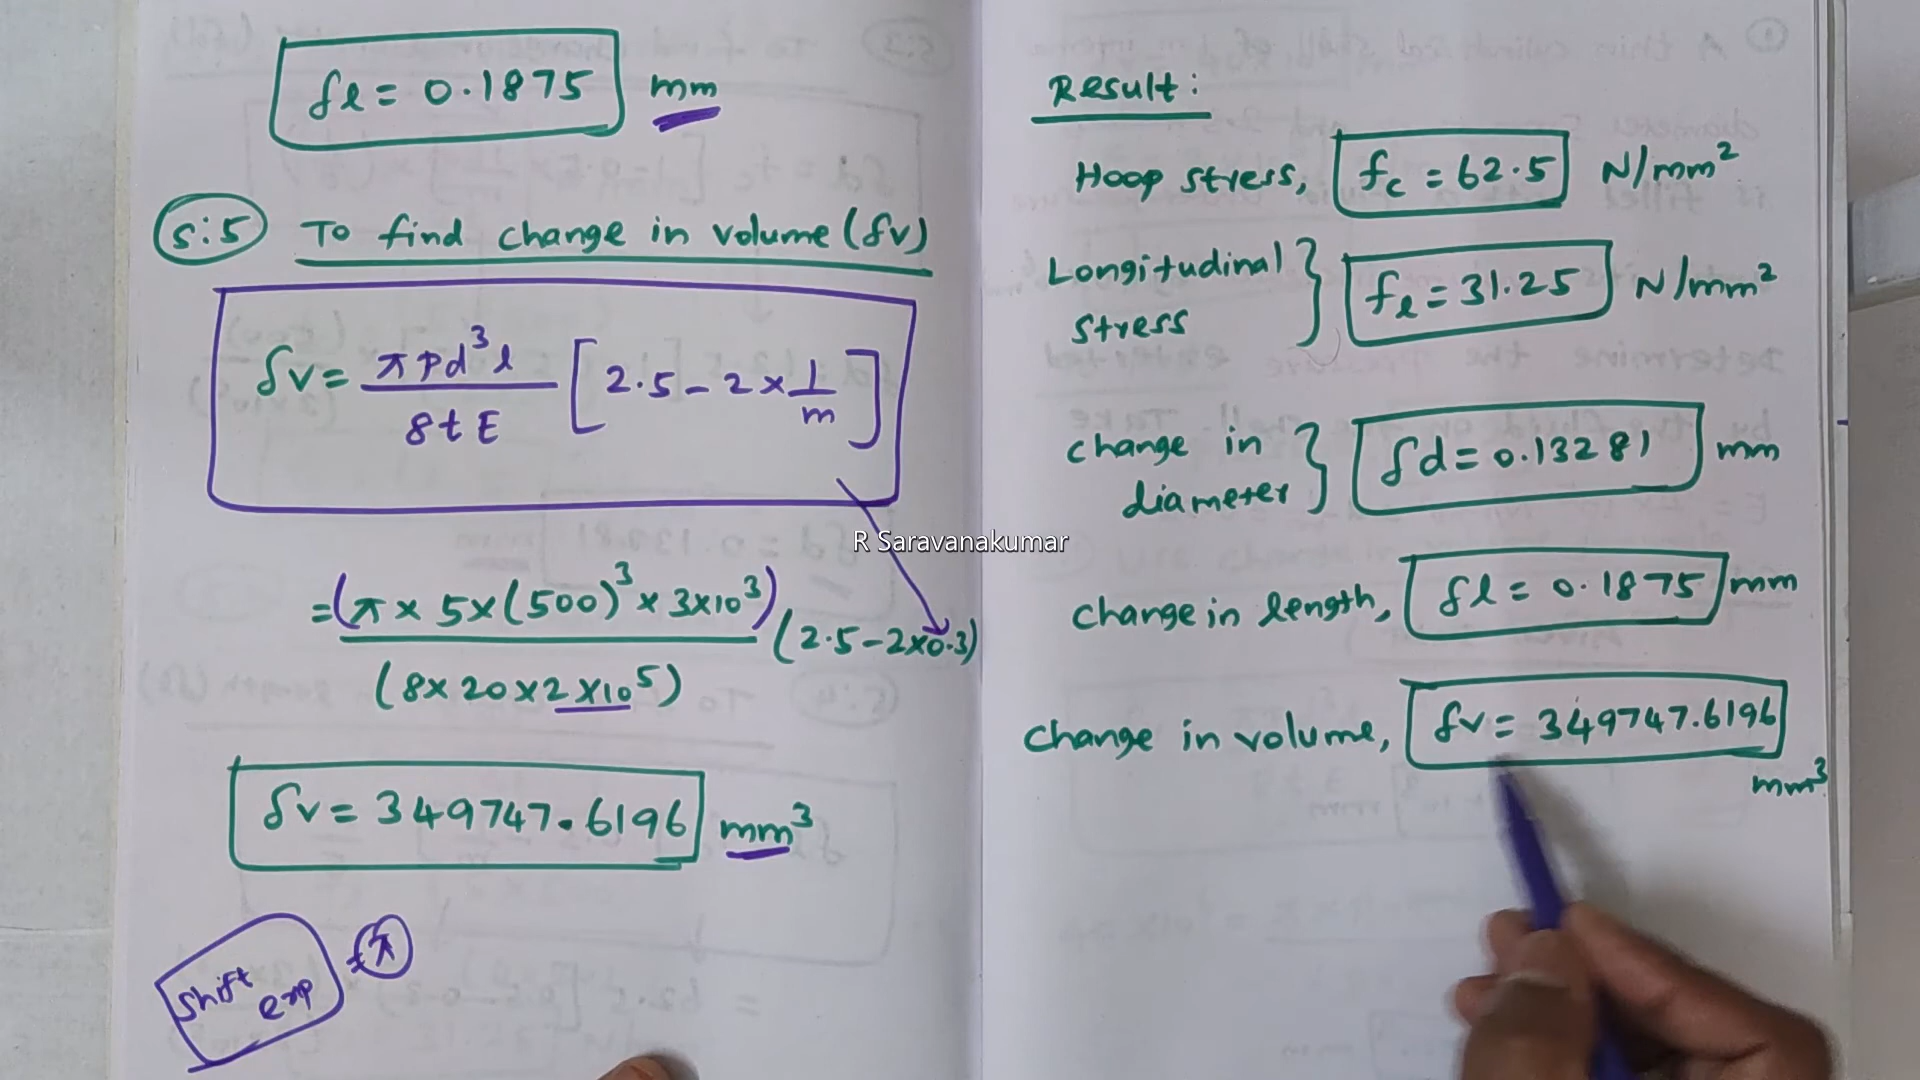 δl = 0.1875 mm
S:5 To find change in volume (δv)
δv = πpd³l / 8tE [2.5 - 2 × 1/m]
= (π × 5 × (500)³ × 3×10³) / (8×20×2×10⁵) (2.5-2×0.3)
δv = 349747.6196 mm³
shift exp = π
Result:
Hoop stress, fc = 62.5 N/mm²
Longitudinal stress } fl = 31.25 N/mm²
change in diameter } δd = 0.13281 mm
change in length, δl = 0.1875 mm
change in volume, δv = 349747.6196 mm³
R Saravanakumar